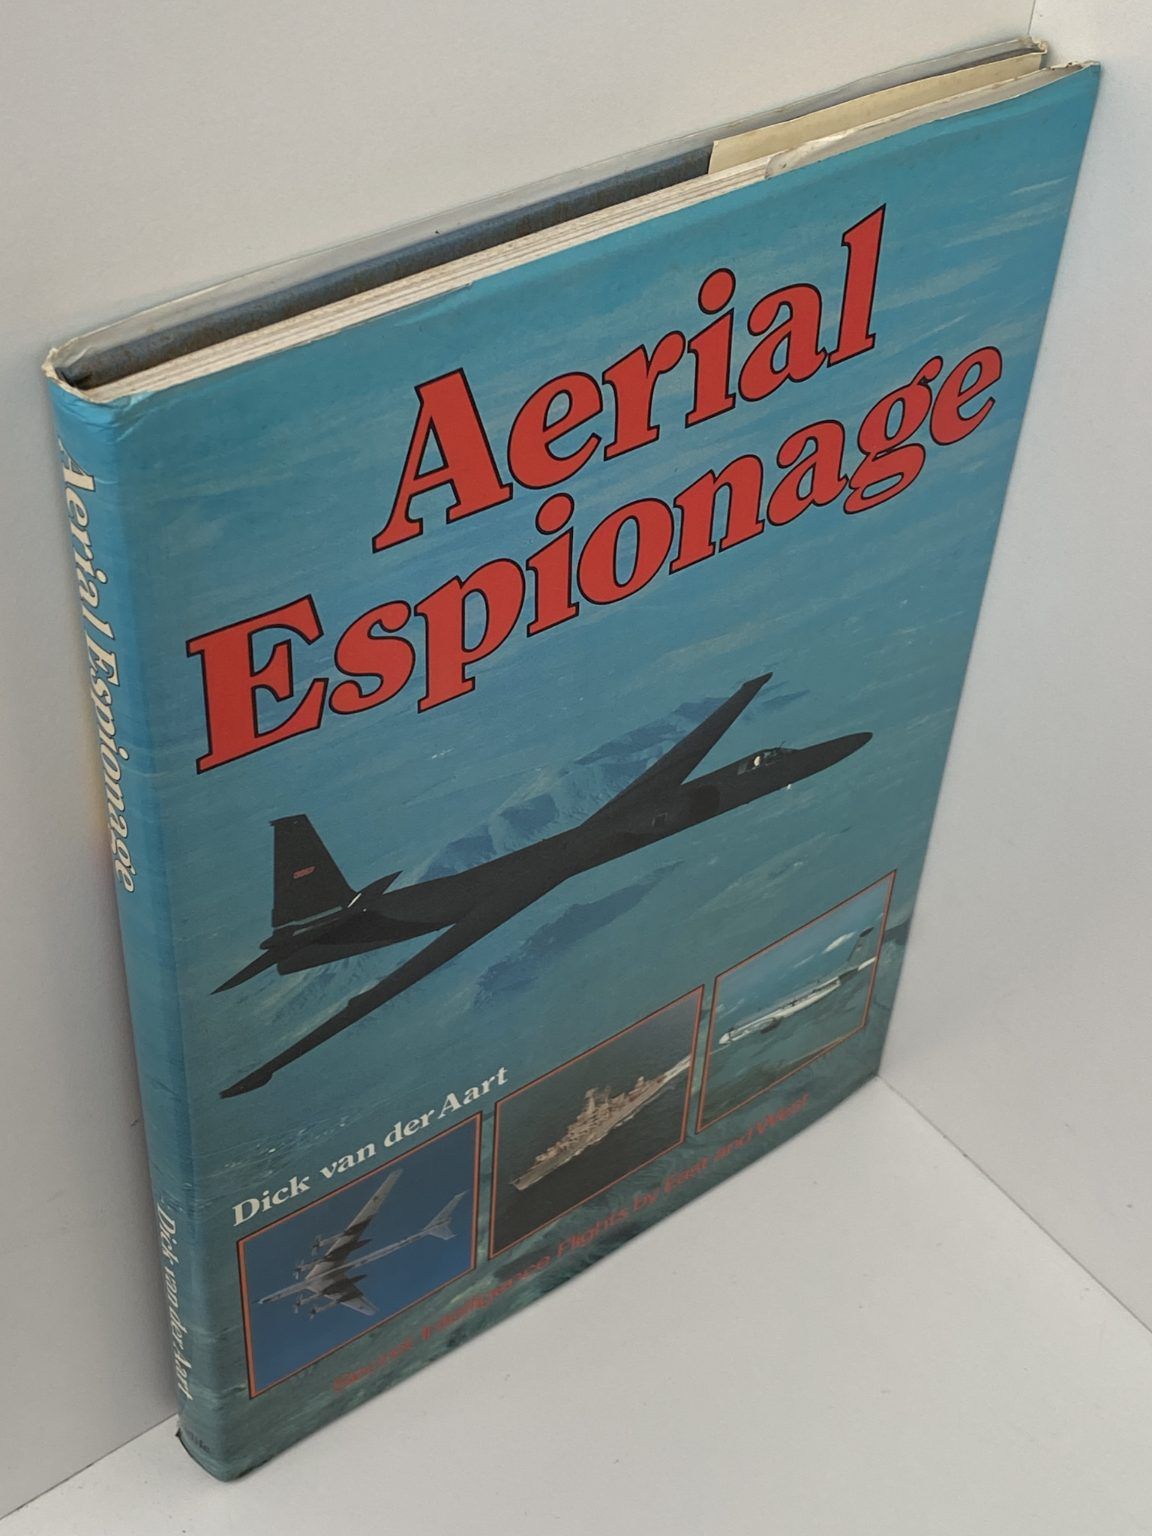 Aerial
Espionage
Dick van der Aart
Secret Intelligence Flights by East and West
Aerial Espionage
Dick van der Aart